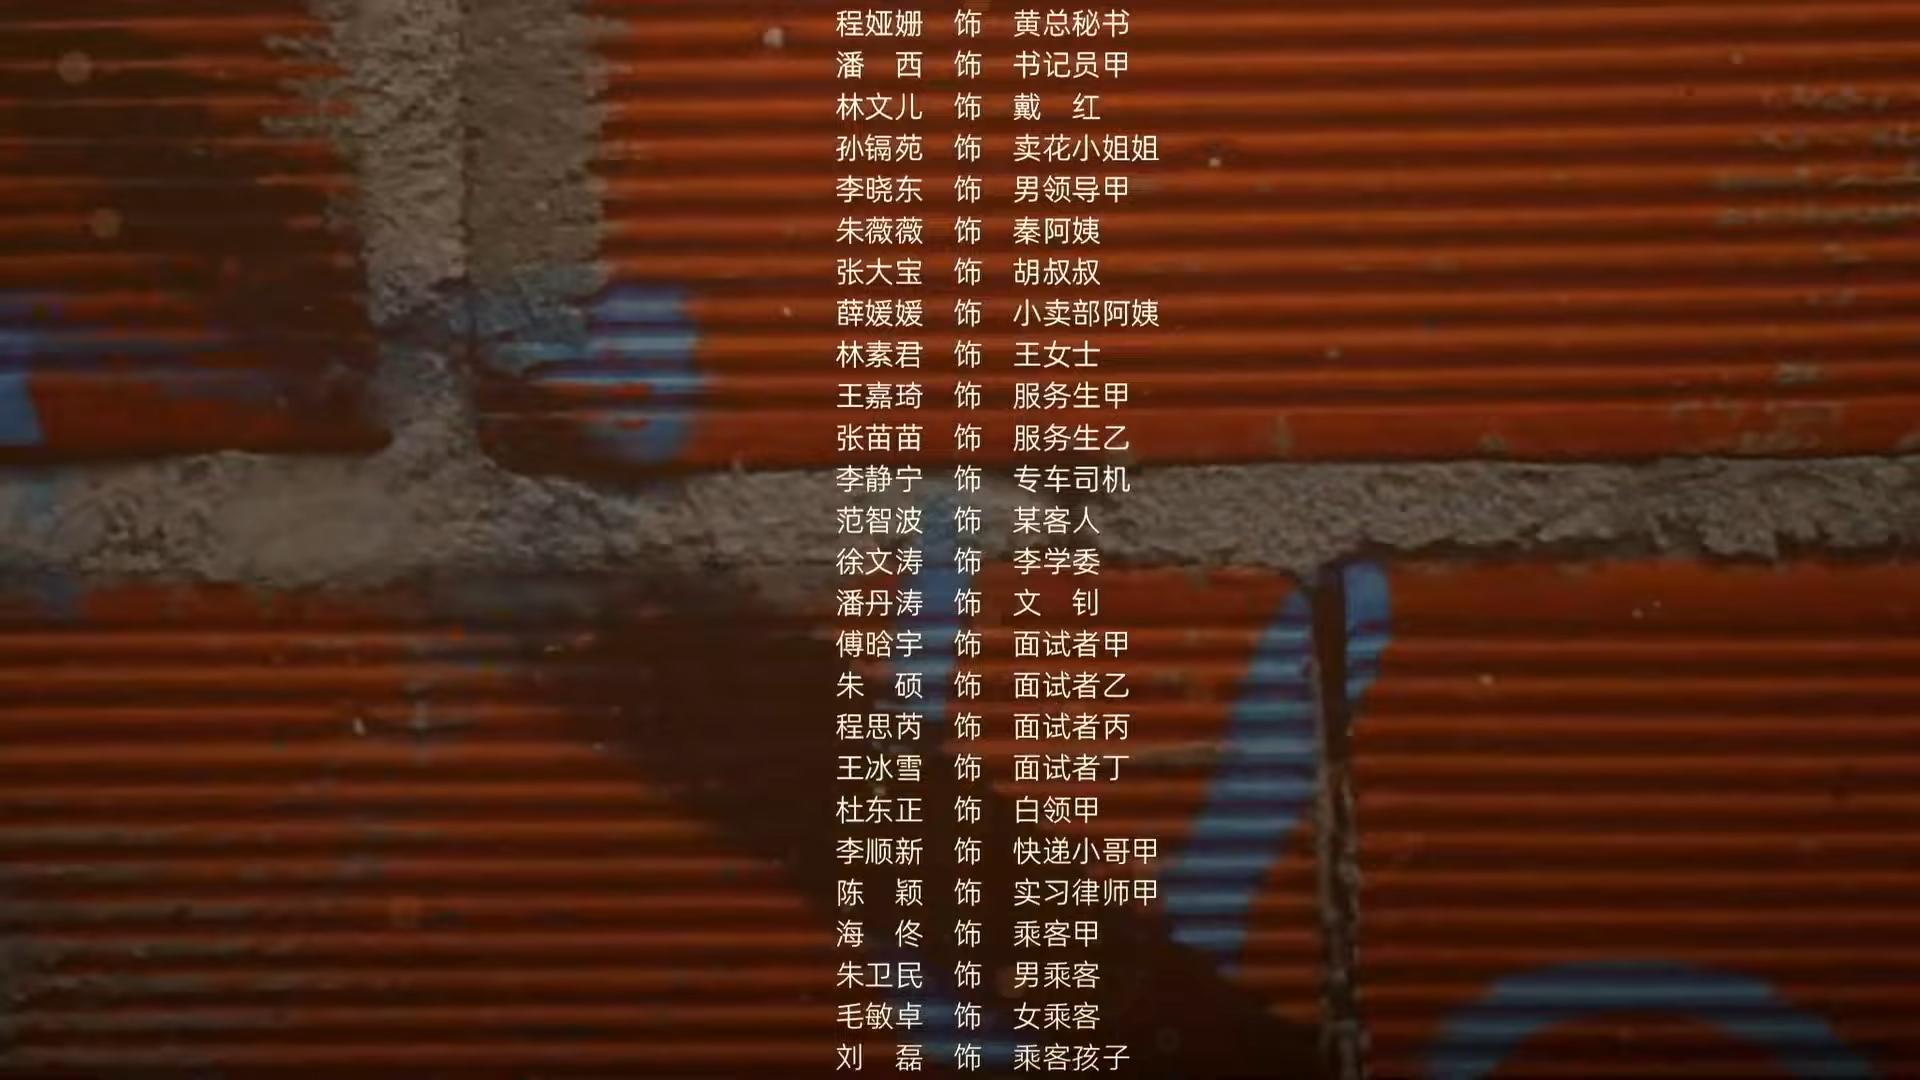 程娅姗 饰 黄总秘书
潘 西 饰 书记员甲
林文儿 饰 戴 红
孙镉苑 饰 卖花小姐姐
李晓东 饰 男领导甲
朱薇薇 饰 秦阿姨
张大宝 饰 胡叔叔
薛媛媛 饰 小卖部阿姨
林素君 饰 王女士
王嘉琦 饰 服务生甲
张苗苗 饰 服务生乙
李静宁 饰 专车司机
范智波 饰 某客人
徐文涛 饰 李学委
潘丹涛 饰 文 钊
傅晗宇 饰 面试者甲
朱 硕 饰 面试者乙
程思芮 饰 面试者丙
王冰雪 饰 面试者丁
杜东正 饰 白领甲
李顺新 饰 快递小哥甲
陈 颖 饰 实习律师甲
海 佟 饰 乘客甲
朱卫民 饰 男乘客
毛敏卓 饰 女乘客
刘 磊 饰 乘客孩子